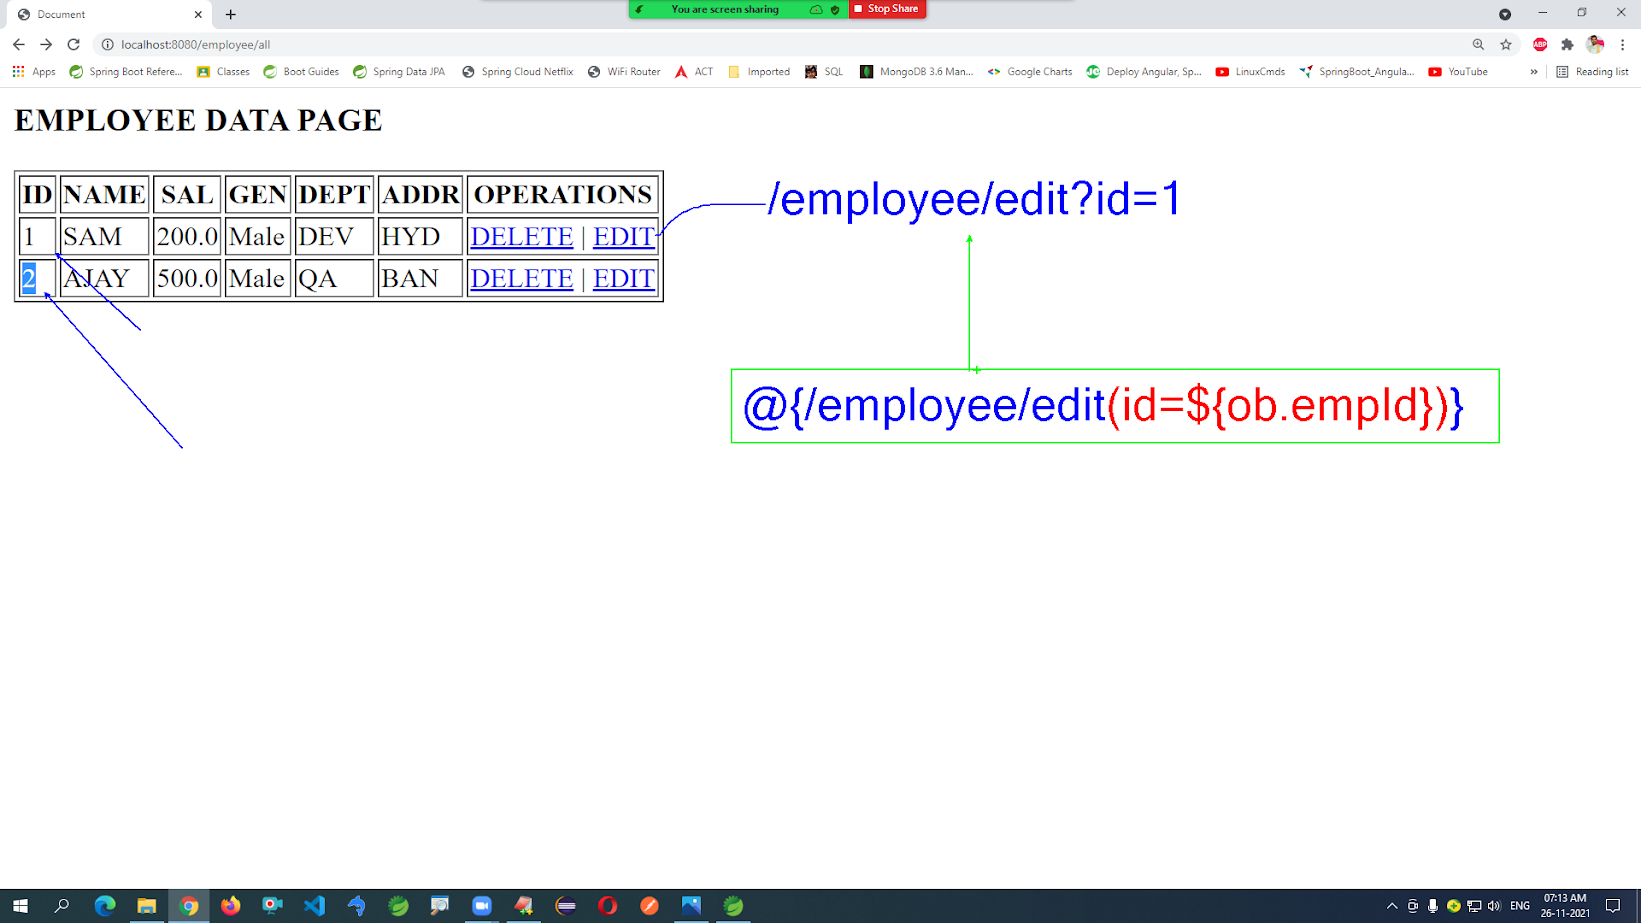 Document
You are screen sharing
Stop Share
localhost:8080/employee/all
ABP
Apps
Spring Boot Refere...
Classes
Boot Guides
Spring Data JPA
Spring Cloud Netflix
WiFi Router
ACT
Imported
SQL
MongoDB 3.6 Man...
Google Charts
Deploy Angular, Sp...
LinuxCmds
SpringBoot_Angula...
YouTube
»
Reading list
EMPLOYEE DATA PAGE
ID NAME SAL GEN DEPT ADDR OPERATIONS
1 SAM 200.0 Male DEV HYD DELETE | EDIT
2 AJAY 500.0 Male QA BAN DELETE | EDIT
/employee/edit?id=1
@{/employee/edit(id=${ob.empId})}
ENG
07:13 AM
26-11-2021